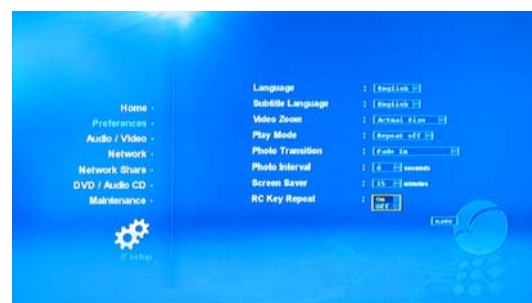 Home -
Preferences -
Audio / Video -
Network -
Network Share -
DVD / Audio CD -
Maintenance -
// setup
Language : English
Subtitle Language : English
Video Zoom : Actual Size
Play Mode : Repeat off
Photo Transition : Fade In
Photo Interval : 6 seconds
Screen Saver : 15 minutes
RC Key Repeat : On
Off